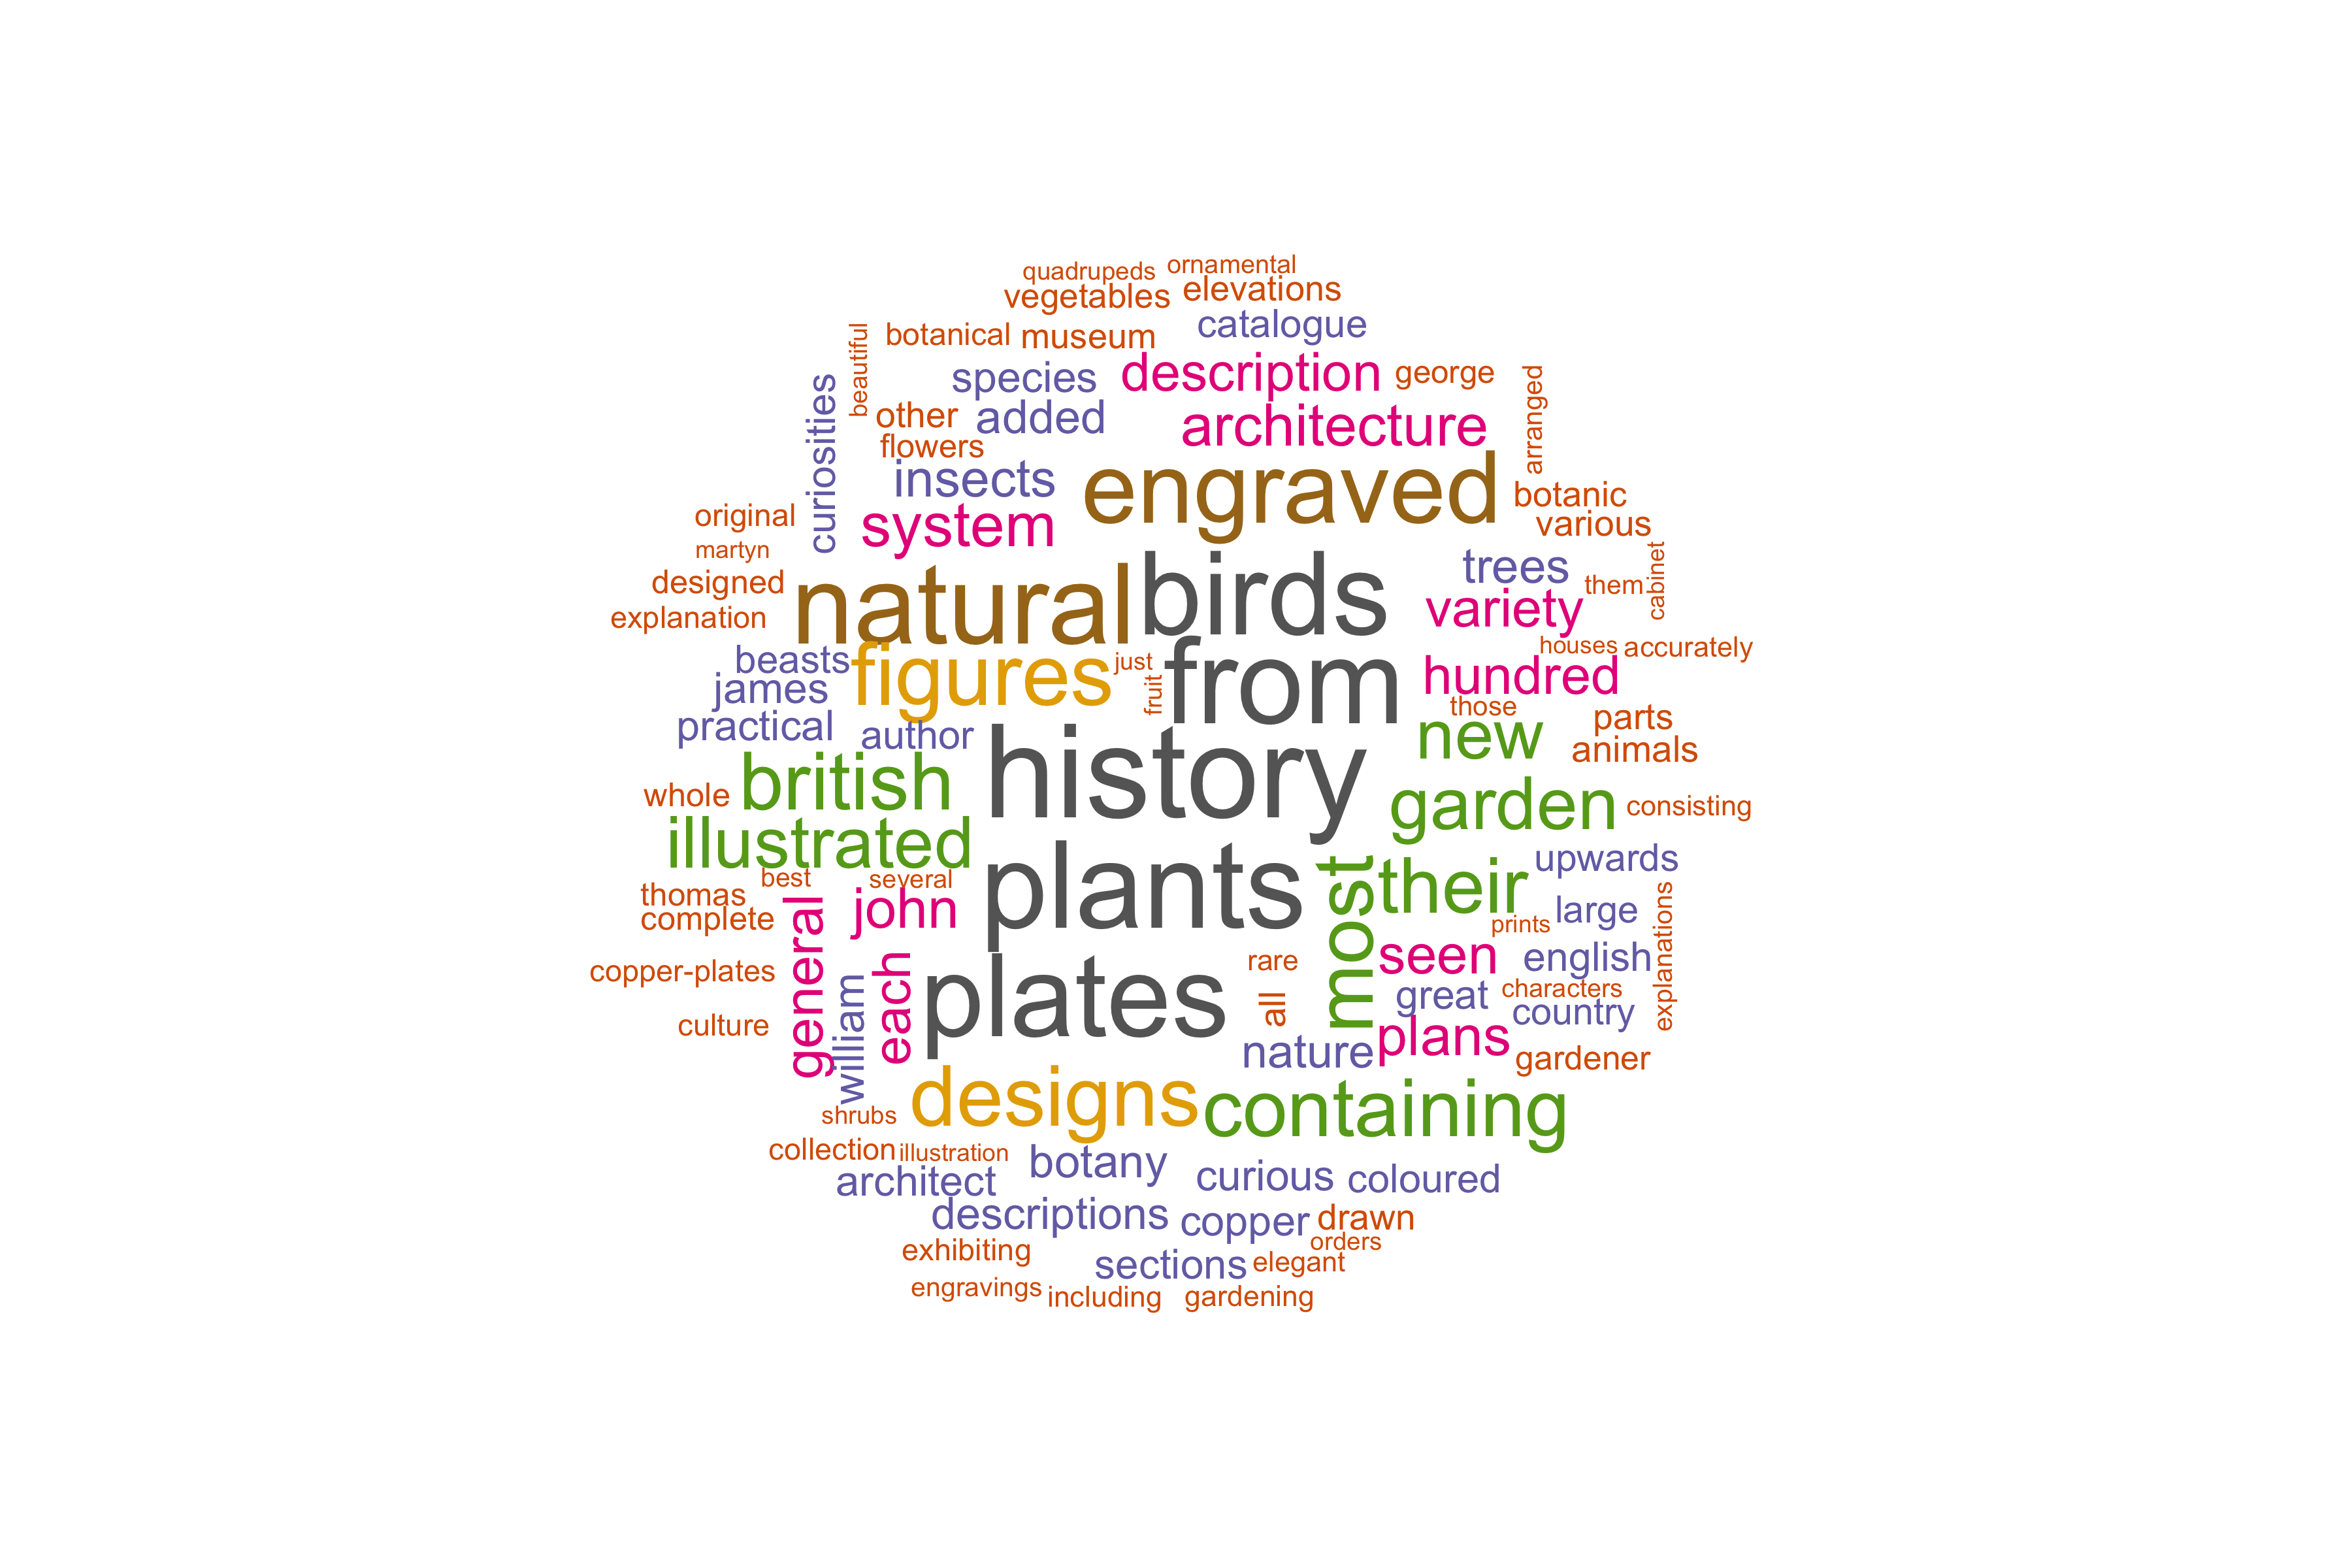 quadrupeds ornamental
vegetables elevations
botanical museum catalogue
beautiful
species description george
curiosities
other added architecture
arranged
flowers
insects engraved botanic
original system various
martyn
natural birds trees
designed them
cabinet
explanation variety
beasts figures just from houses accurately
james fruit hundred
those
practical author history new parts
animals
british
whole garden consisting
illustrated
plants most their upwards
thomas best several
complete john large
general prints
explanations
copper-plates each plates rare seen english
william all great characters
culture country
nature plans gardener
designs containing
shrubs
collection illustration botany curious coloured
architect
descriptions copper drawn
exhibiting orders
sections elegant
engravings including gardening